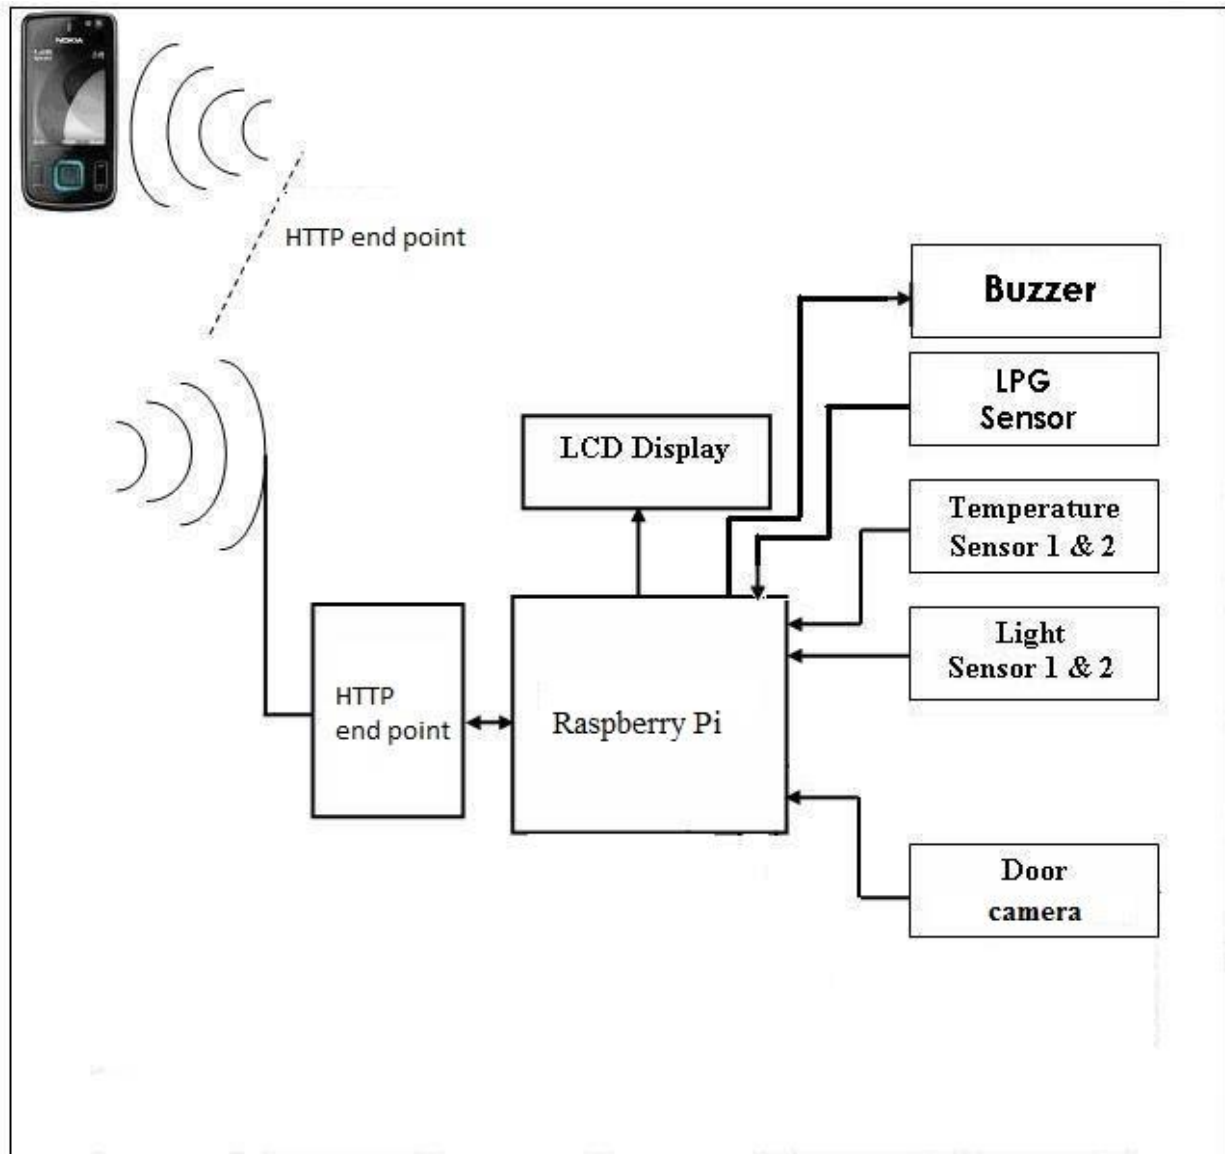 NOKIA
HTTP end point
Buzzer
LPG
Sensor
LCD Display
Temperature
Sensor 1 & 2
Light
Sensor 1 & 2
HTTP
end point
Raspberry Pi
Door
camera